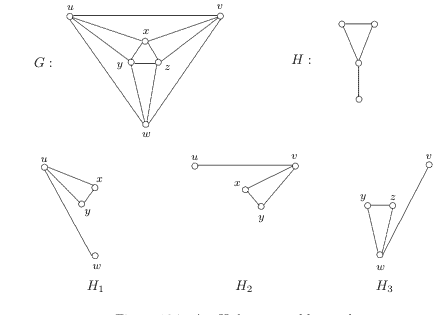 u v
x
G : y z H :
w
u x y w
u v x y
v y z w
H1 H2 H3